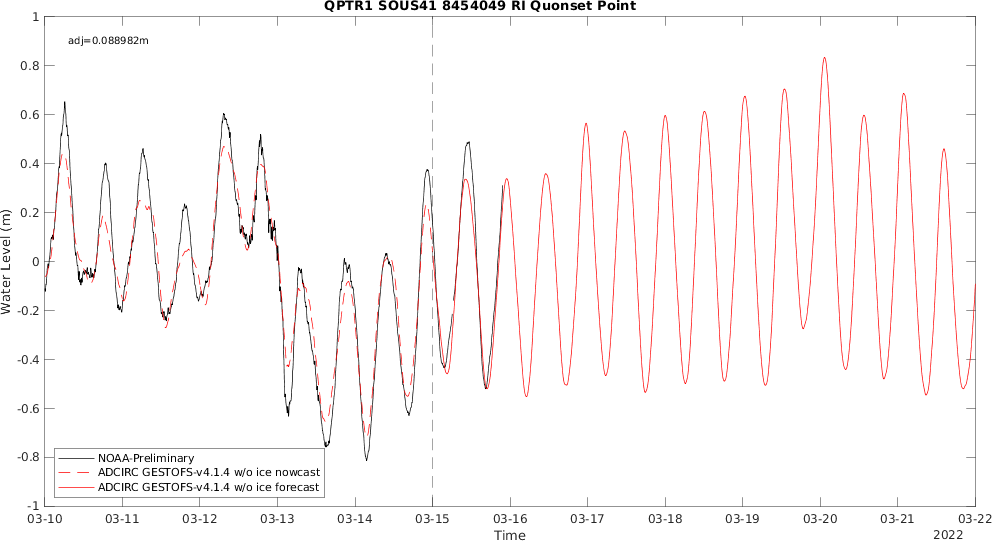 QPTR1 SOUS41 8454049 RI Quonset Point
adj=0.088982m
1
0.8
0.6
0.4
0.2
0
-0.2
-0.4
-0.6
-0.8
-1
Water Level (m)
NOAA-Preliminary
ADCIRC GESTOFS-v4.1.4 w/o ice nowcast
ADCIRC GESTOFS-v4.1.4 w/o ice forecast
03-10 03-11 03-12 03-13 03-14 03-15 03-16 03-17 03-18 03-19 03-20 03-21 03-22
Time
2022